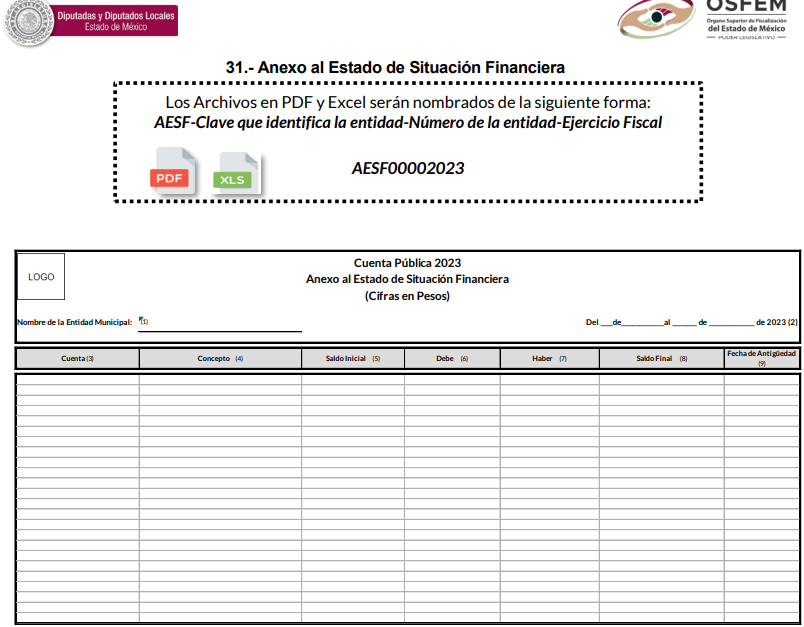 Diputadas y Diputados Locales
Estado de México
OSFEM
Órgano Superior de Fiscalización
del Estado de México
PODER LEGISLATIVO
31.- Anexo al Estado de Situación Financiera
Los Archivos en PDF y Excel serán nombrados de la siguiente forma:
AESF-Clave que identifica la entidad-Número de la entidad-Ejercicio Fiscal
PDF XLS AESF00002023
LOGO
Cuenta Pública 2023
Anexo al Estado de Situación Financiera
(Cifras en Pesos)
Nombre de la Entidad Municipal: (1) Del ___de__________al ______ de ___________ de 2023 (2)
Cuenta (3) Concepto (4) Saldo Inicial (5) Debe (6) Haber (7) Saldo Final (8) Fecha de Antigüedad (9)